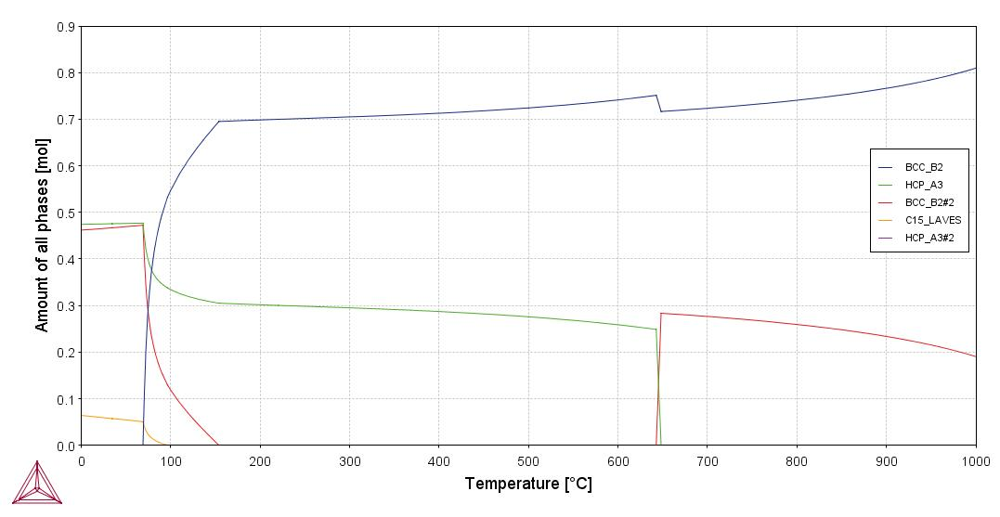 0.9
0.8
0.7
0.6
0.5
0.4
0.3
0.2
0.1
0.0
Amount of all phases [mol]
BCC_B2
HCP_A3
BCC_B2#2
C15_LAVES
HCP_A3#2
0 100 200 300 400 500 600 700 800 900 1000
Temperature [°C]